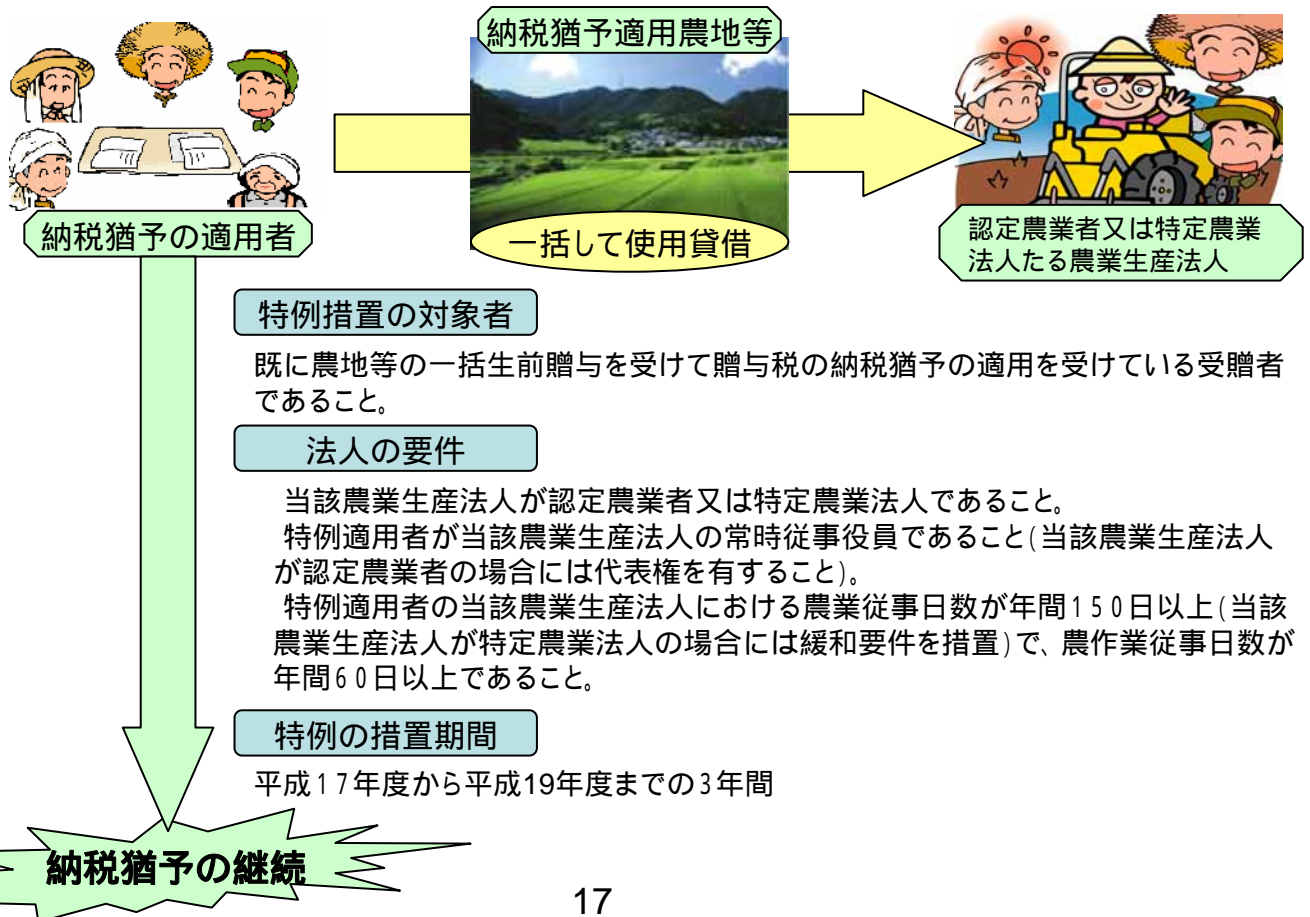 納税猶予適用農地等
納税猶予の適用者
一括して使用貸借
認定農業者又は特定農業
法人たる農業生産法人
特例措置の対象者
既に農地等の一括生前贈与を受けて贈与税の納税猶予の適用を受けている受贈者
であること。
法人の要件
当該農業生産法人が認定農業者又は特定農業法人であること。
特例適用者が当該農業生産法人の常時従事役員であること(当該農業生産法人
が認定農業者の場合には代表権を有すること)。
特例適用者の当該農業生産法人における農業従事日数が年間150日以上(当該
農業生産法人が特定農業法人の場合には緩和要件を措置)で、農作業従事日数が
年間60日以上であること。
特例の措置期間
平成17年度から平成19年度までの3年間
納税猶予の継続
17